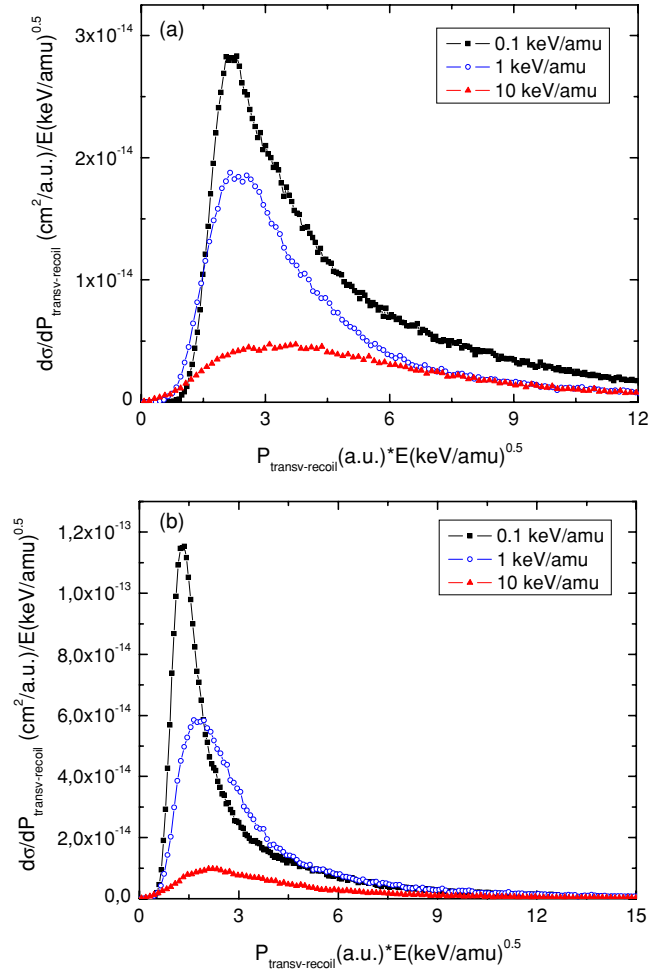 (a)
0.1 keV/amu
1 keV/amu
10 keV/amu
3x10^-14
2x10^-14
1x10^-14
0
dσ/dP_transv-recoil (cm²/a.u.)/E(keV/amu)^0.5
0 3 6 9 12
P_transv-recoil(a.u.)*E(keV/amu)^0.5
(b)
0.1 keV/amu
1 keV/amu
10 keV/amu
1,2x10^-13
1,0x10^-13
8,0x10^-14
6,0x10^-14
4,0x10^-14
2,0x10^-14
0,0
dσ/dP_transv-recoil (cm²/a.u.)/E(keV/amu)^0.5
0 3 6 9 12 15
P_transv-recoil(a.u.)*E(keV/amu)^0.5